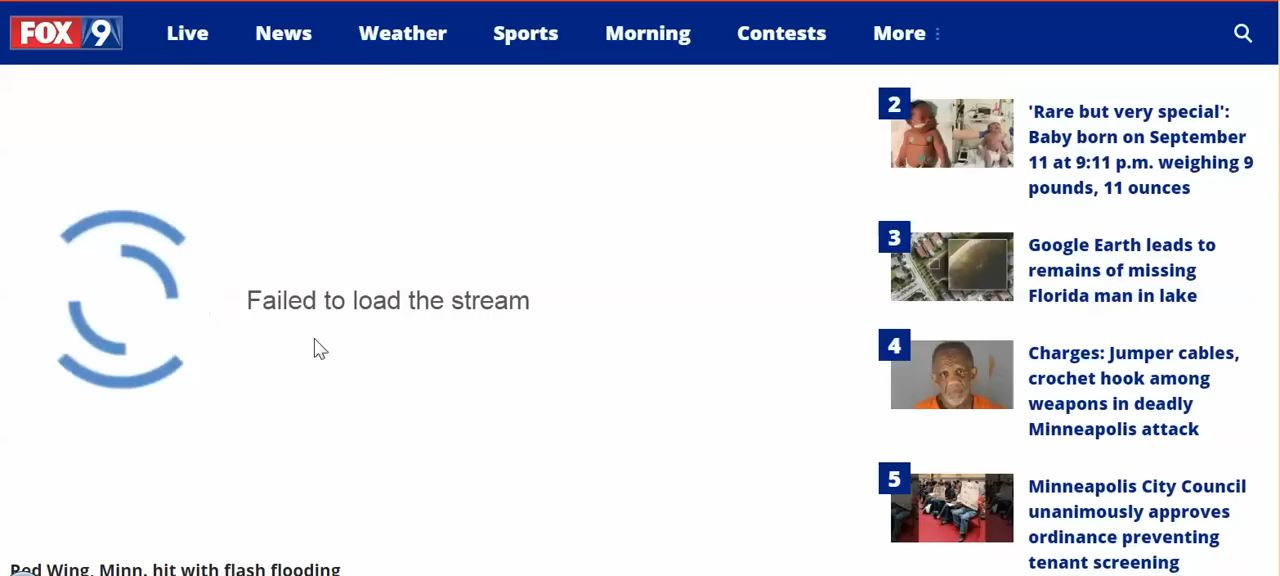 FOX 9
Live
News
Weather
Sports
Morning
Contests
More
Failed to load the stream
Red Wing, Minn. hit with flash flooding
2
'Rare but very special':
Baby born on September
11 at 9:11 p.m. weighing 9
pounds, 11 ounces
3
Google Earth leads to
remains of missing
Florida man in lake
4
Charges: Jumper cables,
crochet hook among
weapons in deadly
Minneapolis attack
5
Minneapolis City Council
unanimously approves
ordinance preventing
tenant screening